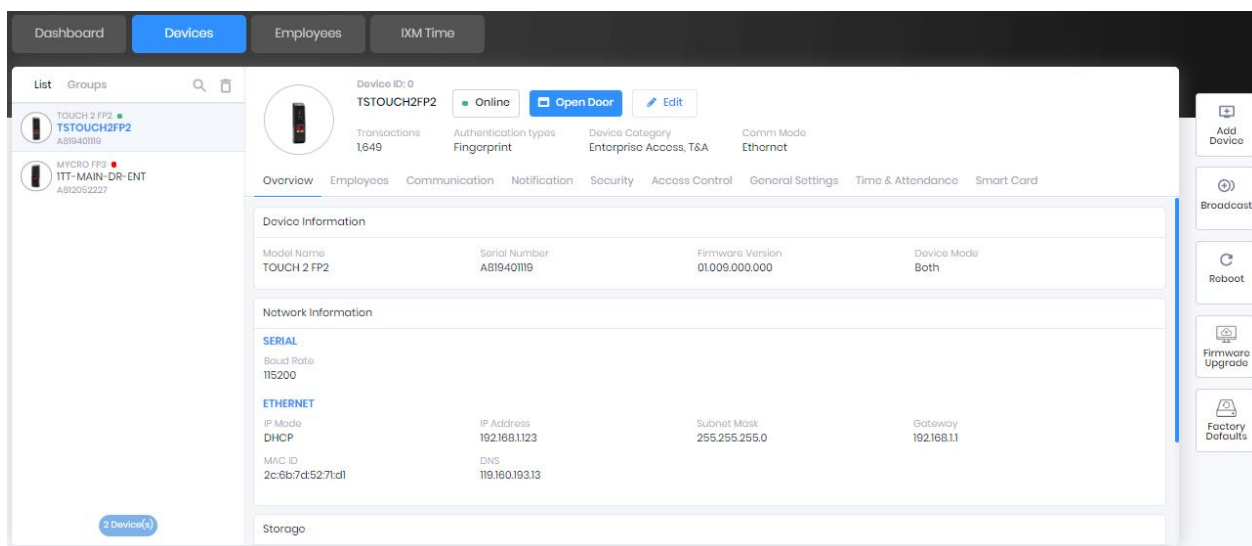 Dashboard Devices Employees IXM Time
List Groups
TOUCH 2 FP2
TSTOUCH2FP2
A819401119
MYCRO FP3
1TT-MAIN-DR-ENT
A812052227
2 Device(s)
Device ID: 0
TSTOUCH2FP2 Online Open Door Edit
Transactions Authentication types Device Category Comm Mode
1,649 Fingerprint Enterprise Access, T&A Ethernet
Overview Employees Communication Notification Security Access Control General Settings Time & Attendance Smart Card
Device Information
Model Name Serial Number Firmware Version Device Mode
TOUCH 2 FP2 A819401119 01.009.000.000 Both
Network Information
SERIAL
Baud Rate
115200
ETHERNET
IP Mode IP Address Subnet Mask Gateway
DHCP 192.168.1.123 255.255.255.0 192.168.1.1
MAC ID DNS
2c:6b:7d:52:71:d1 119.160.193.13
Storage
Add
Device
Broadcast
Reboot
Firmware
Upgrade
Factory
Defaults